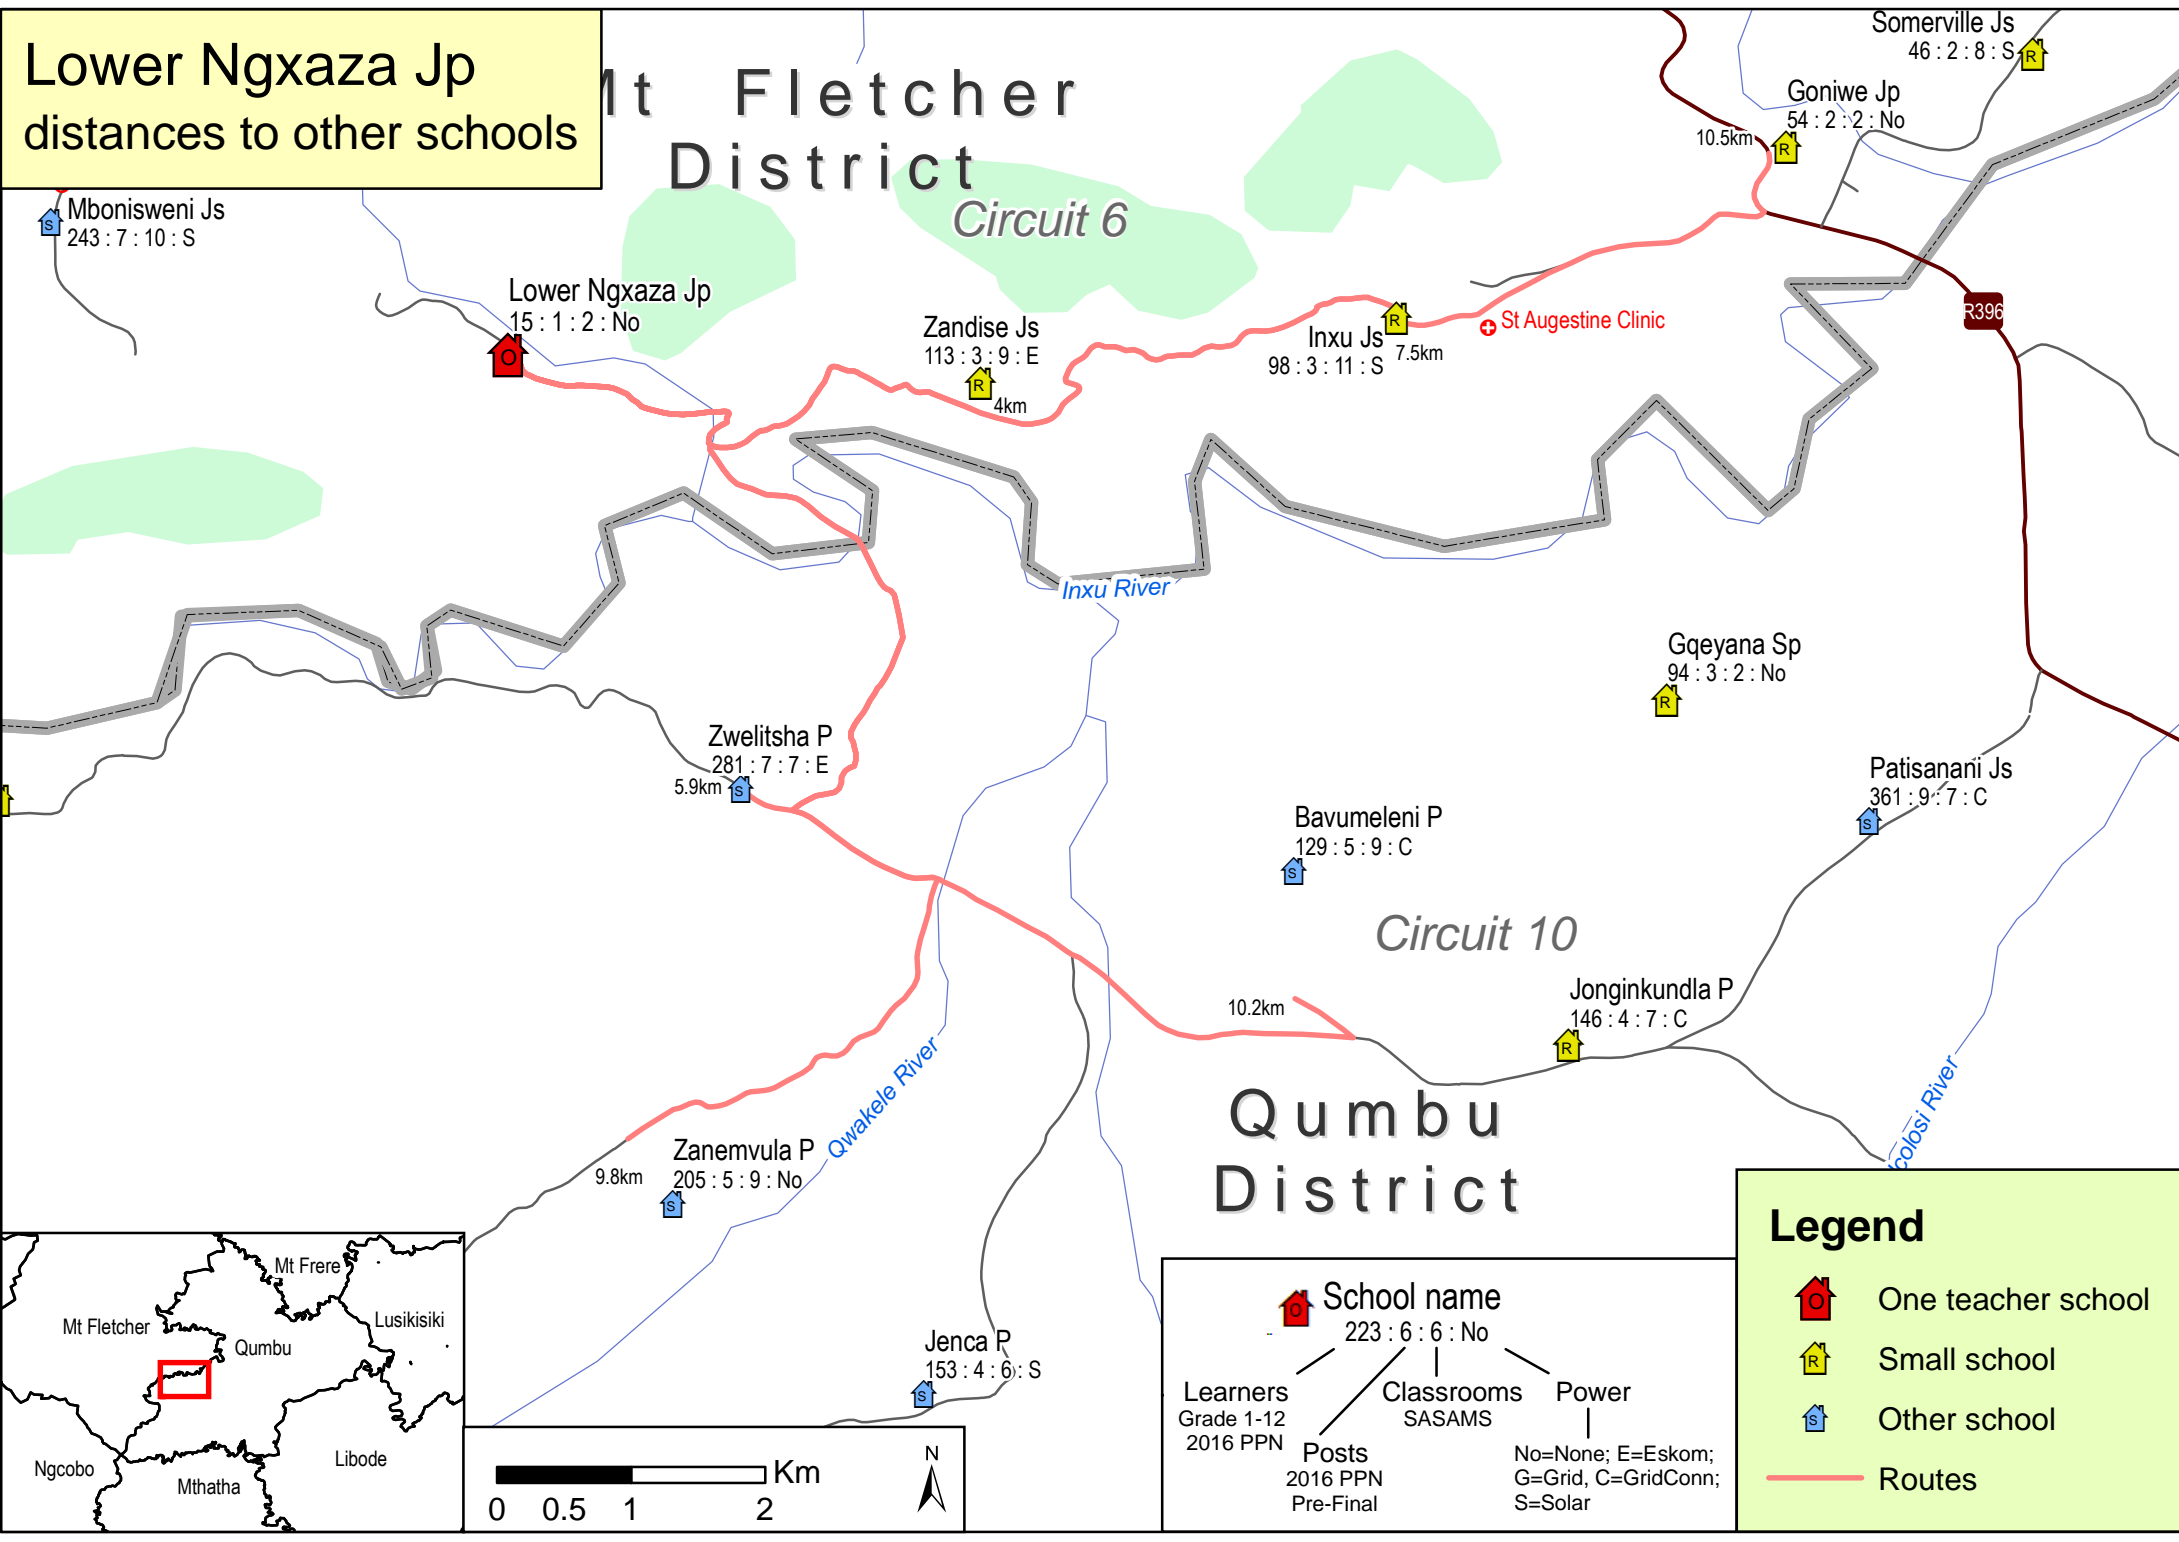 Lower Ngxaza Jp
distances to other schools
Mt Fletcher
District
Circuit 6
Somerville Js
46 : 2 : 8 : S
Goniwe Jp
54 : 2 : 2 : No
10.5km
Mbonisweni Js
243 : 7 : 10 : S
Lower Ngxaza Jp
15 : 1 : 2 : No
O
Zandise Js
113 : 3 : 9 : E
4km
Inxu Js
98 : 3 : 11 : S
7.5km
St Augestine Clinic
R396
Inxu River
Gqeyana Sp
94 : 3 : 2 : No
Zwelitsha P
281 : 7 : 7 : E
5.9km
Patisanani Js
361 : 9 : 7 : C
Bavumeleni P
129 : 5 : 9 : C
Circuit 10
10.2km
Jonginkundla P
146 : 4 : 7 : C
Qwakele River
Qumbu
District
Zanemvula P
205 : 5 : 9 : No
9.8km
Jenca P
153 : 4 : 6 : S
Mt Frere
Mt Fletcher
Lusikisiki
Qumbu
Ngcobo
Libode
Mthatha
Km
0 0.5 1 2
N
School name
223 : 6 : 6 : No
Learners
Grade 1-12
2016 PPN
Posts
2016 PPN
Pre-Final
Classrooms
SASAMS
Power
No=None; E=Eskom;
G=Grid, C=GridConn;
S=Solar
Legend
O One teacher school
R Small school
S Other school
Routes